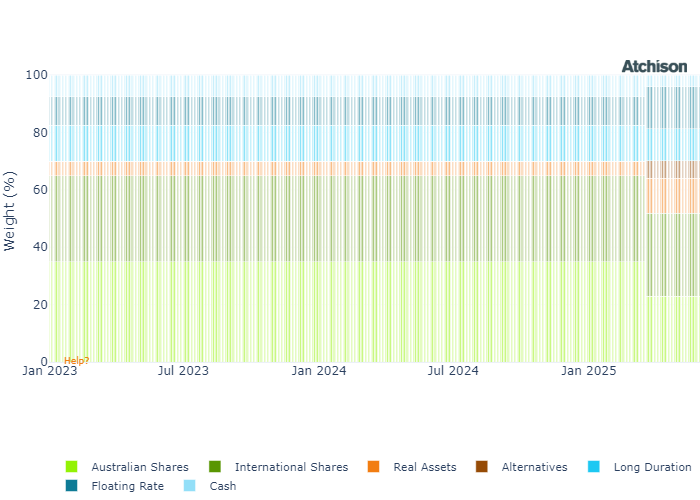 Atchison
100
80
60
40
20
0
Weight (%)
Help?
Jan 2023 Jul 2023 Jan 2024 Jul 2024 Jan 2025
Australian Shares International Shares Real Assets Alternatives Long Duration
Floating Rate Cash